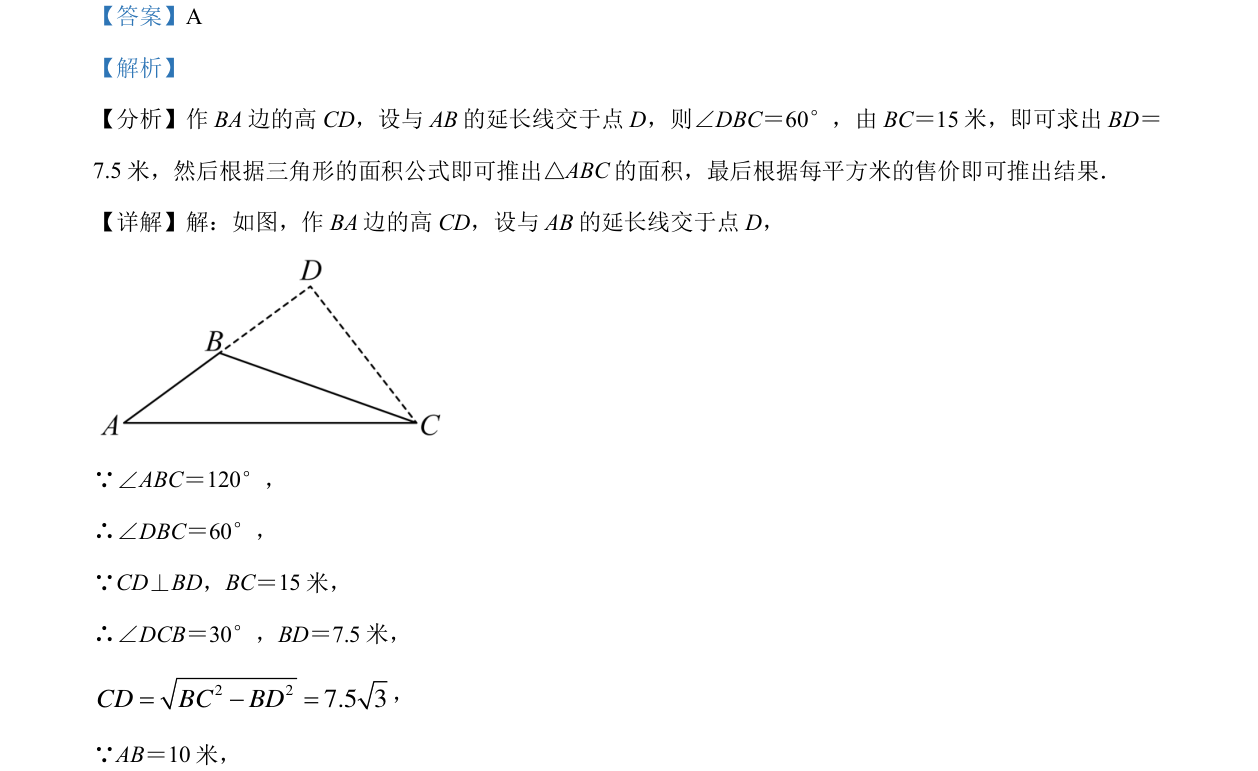 【答案】A
【解析】
【分析】作 BA 边的高 CD，设与 AB 的延长线交于点 D，则∠DBC＝60°，由 BC＝15 米，即可求出 BD＝
7.5 米，然后根据三角形的面积公式即可推出△ABC 的面积，最后根据每平方米的售价即可推出结果．
【详解】解：如图，作 BA 边的高 CD，设与 AB 的延长线交于点 D，
D
B
A
C
∵∠ABC＝120°，
∴∠DBC＝60°，
∵CD⊥BD，BC＝15 米，
∴∠DCB＝30°，BD＝7.5 米，
CD = √(BC² − BD²) = 7.5√3，
∵AB＝10 米，